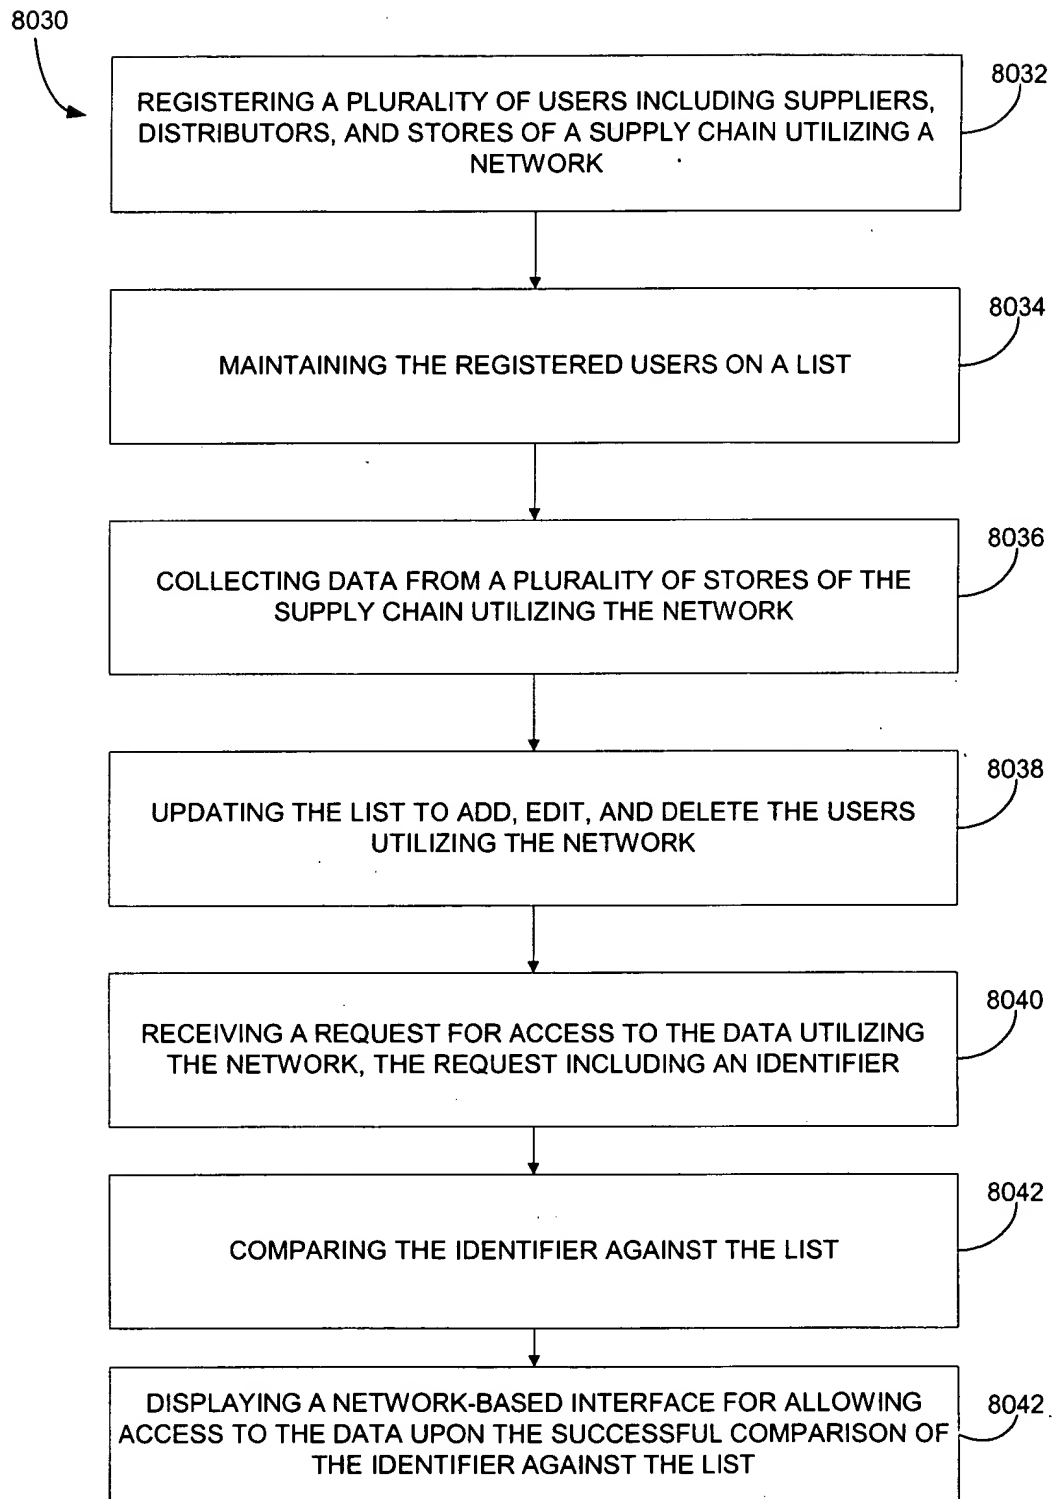 8030
8032
REGISTERING A PLURALITY OF USERS INCLUDING SUPPLIERS,
DISTRIBUTORS, AND STORES OF A SUPPLY CHAIN UTILIZING A
NETWORK
8034
MAINTAINING THE REGISTERED USERS ON A LIST
8036
COLLECTING DATA FROM A PLURALITY OF STORES OF THE
SUPPLY CHAIN UTILIZING THE NETWORK
8038
UPDATING THE LIST TO ADD, EDIT, AND DELETE THE USERS
UTILIZING THE NETWORK
8040
RECEIVING A REQUEST FOR ACCESS TO THE DATA UTILIZING
THE NETWORK, THE REQUEST INCLUDING AN IDENTIFIER
8042
COMPARING THE IDENTIFIER AGAINST THE LIST
8042
DISPLAYING A NETWORK-BASED INTERFACE FOR ALLOWING
ACCESS TO THE DATA UPON THE SUCCESSFUL COMPARISON OF
THE IDENTIFIER AGAINST THE LIST